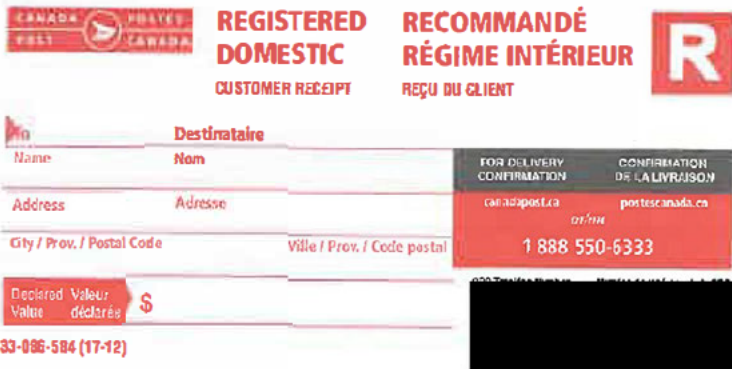 CANADA POSTES
POST CANADA
REGISTERED DOMESTIC
RECOMMANDÉ RÉGIME INTÉRIEUR
R
CUSTOMER RECEIPT
REÇU DU CLIENT
To Destinataire
Name Nom
FOR DELIVERY CONFIRMATION
CONFIRMATION DE LA LIVRAISON
Address Adresse
canadapost.ca
postescanada.ca
or/ou
City / Prov. / Postal Code
Ville / Prov. / Code postal
1 888 550-6333
Declared Value
Valeur déclarée
$
33-086-584 (17-12)